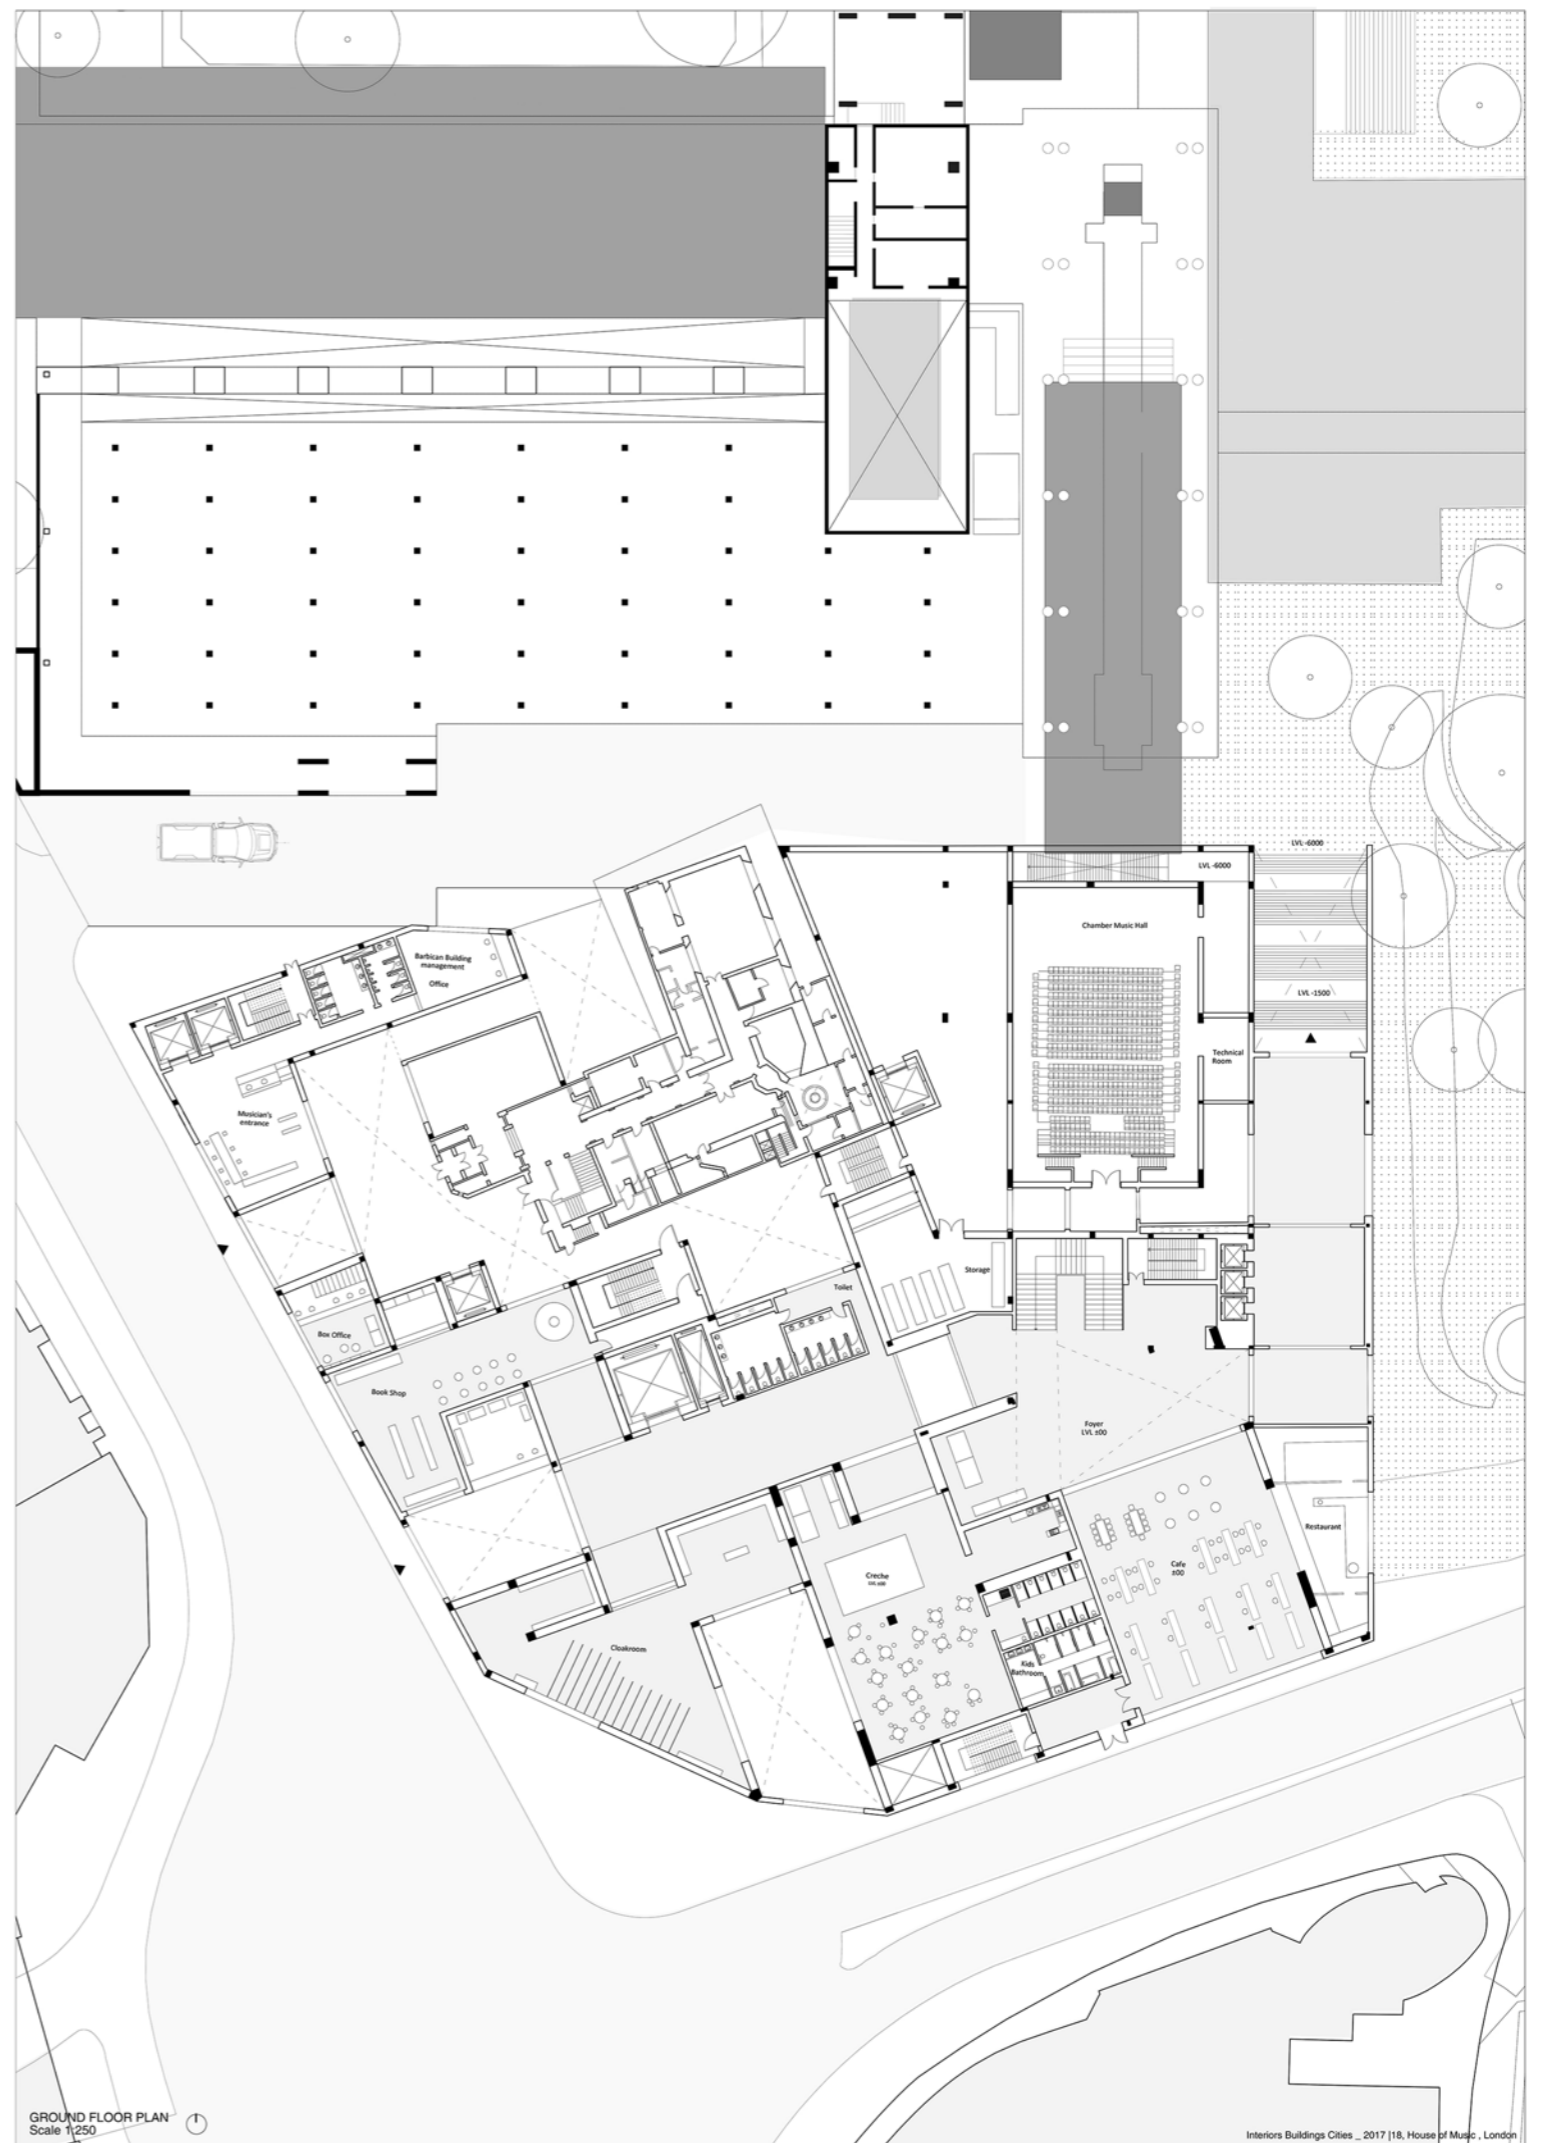 LVL -6000
LVL -6000
Chamber Music Hall
Barbican Building
management
Office
LVL -1500
Technical
Room
Musician's
entrance
Storage
Toilet
Box Office
Book Shop
Foyer
LVL ±00
Restaurant
Cafe
±00
Creche
LVL ±00
Cloakroom
Kids
Bathroom
GROUND FLOOR PLAN
Scale 1:250
Interiors Buildings Cities _ 2017 |18, House of Music , London